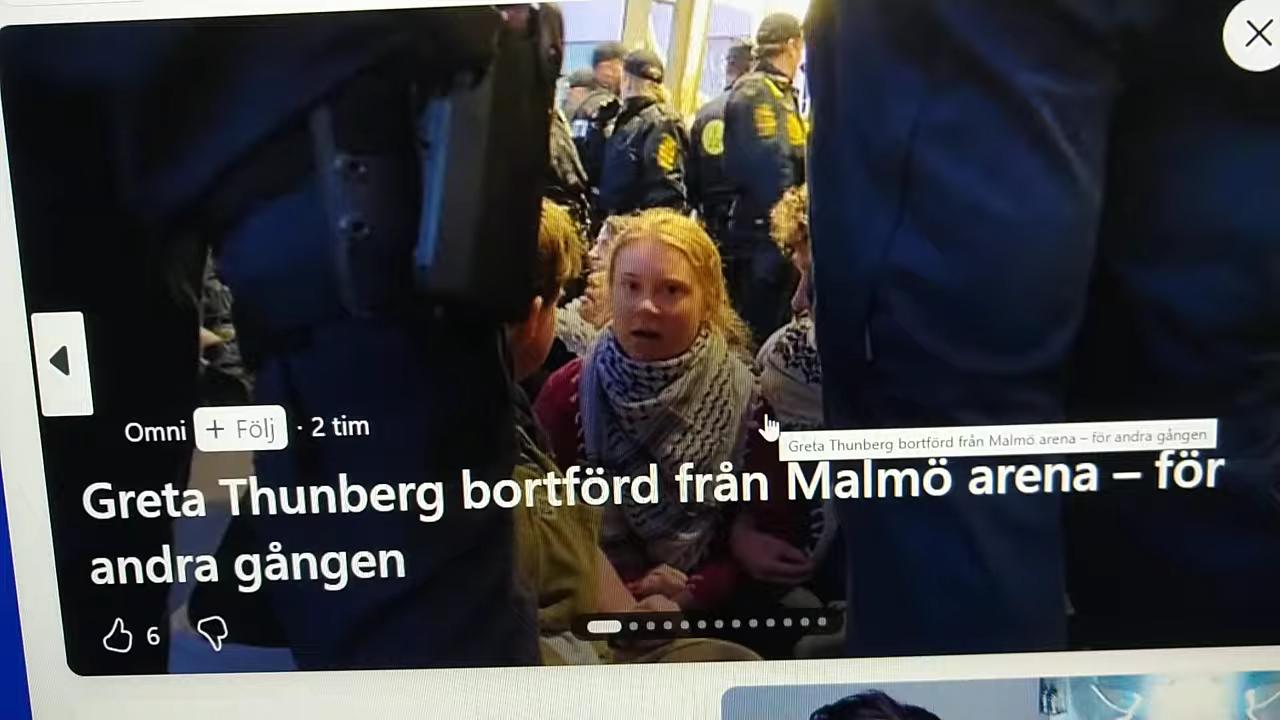 Omni + Följ · 2 tim
Greta Thunberg bortförd från Malmö arena – för andra gången
Greta Thunberg bortförd från Malmö arena – för
andra gången
6